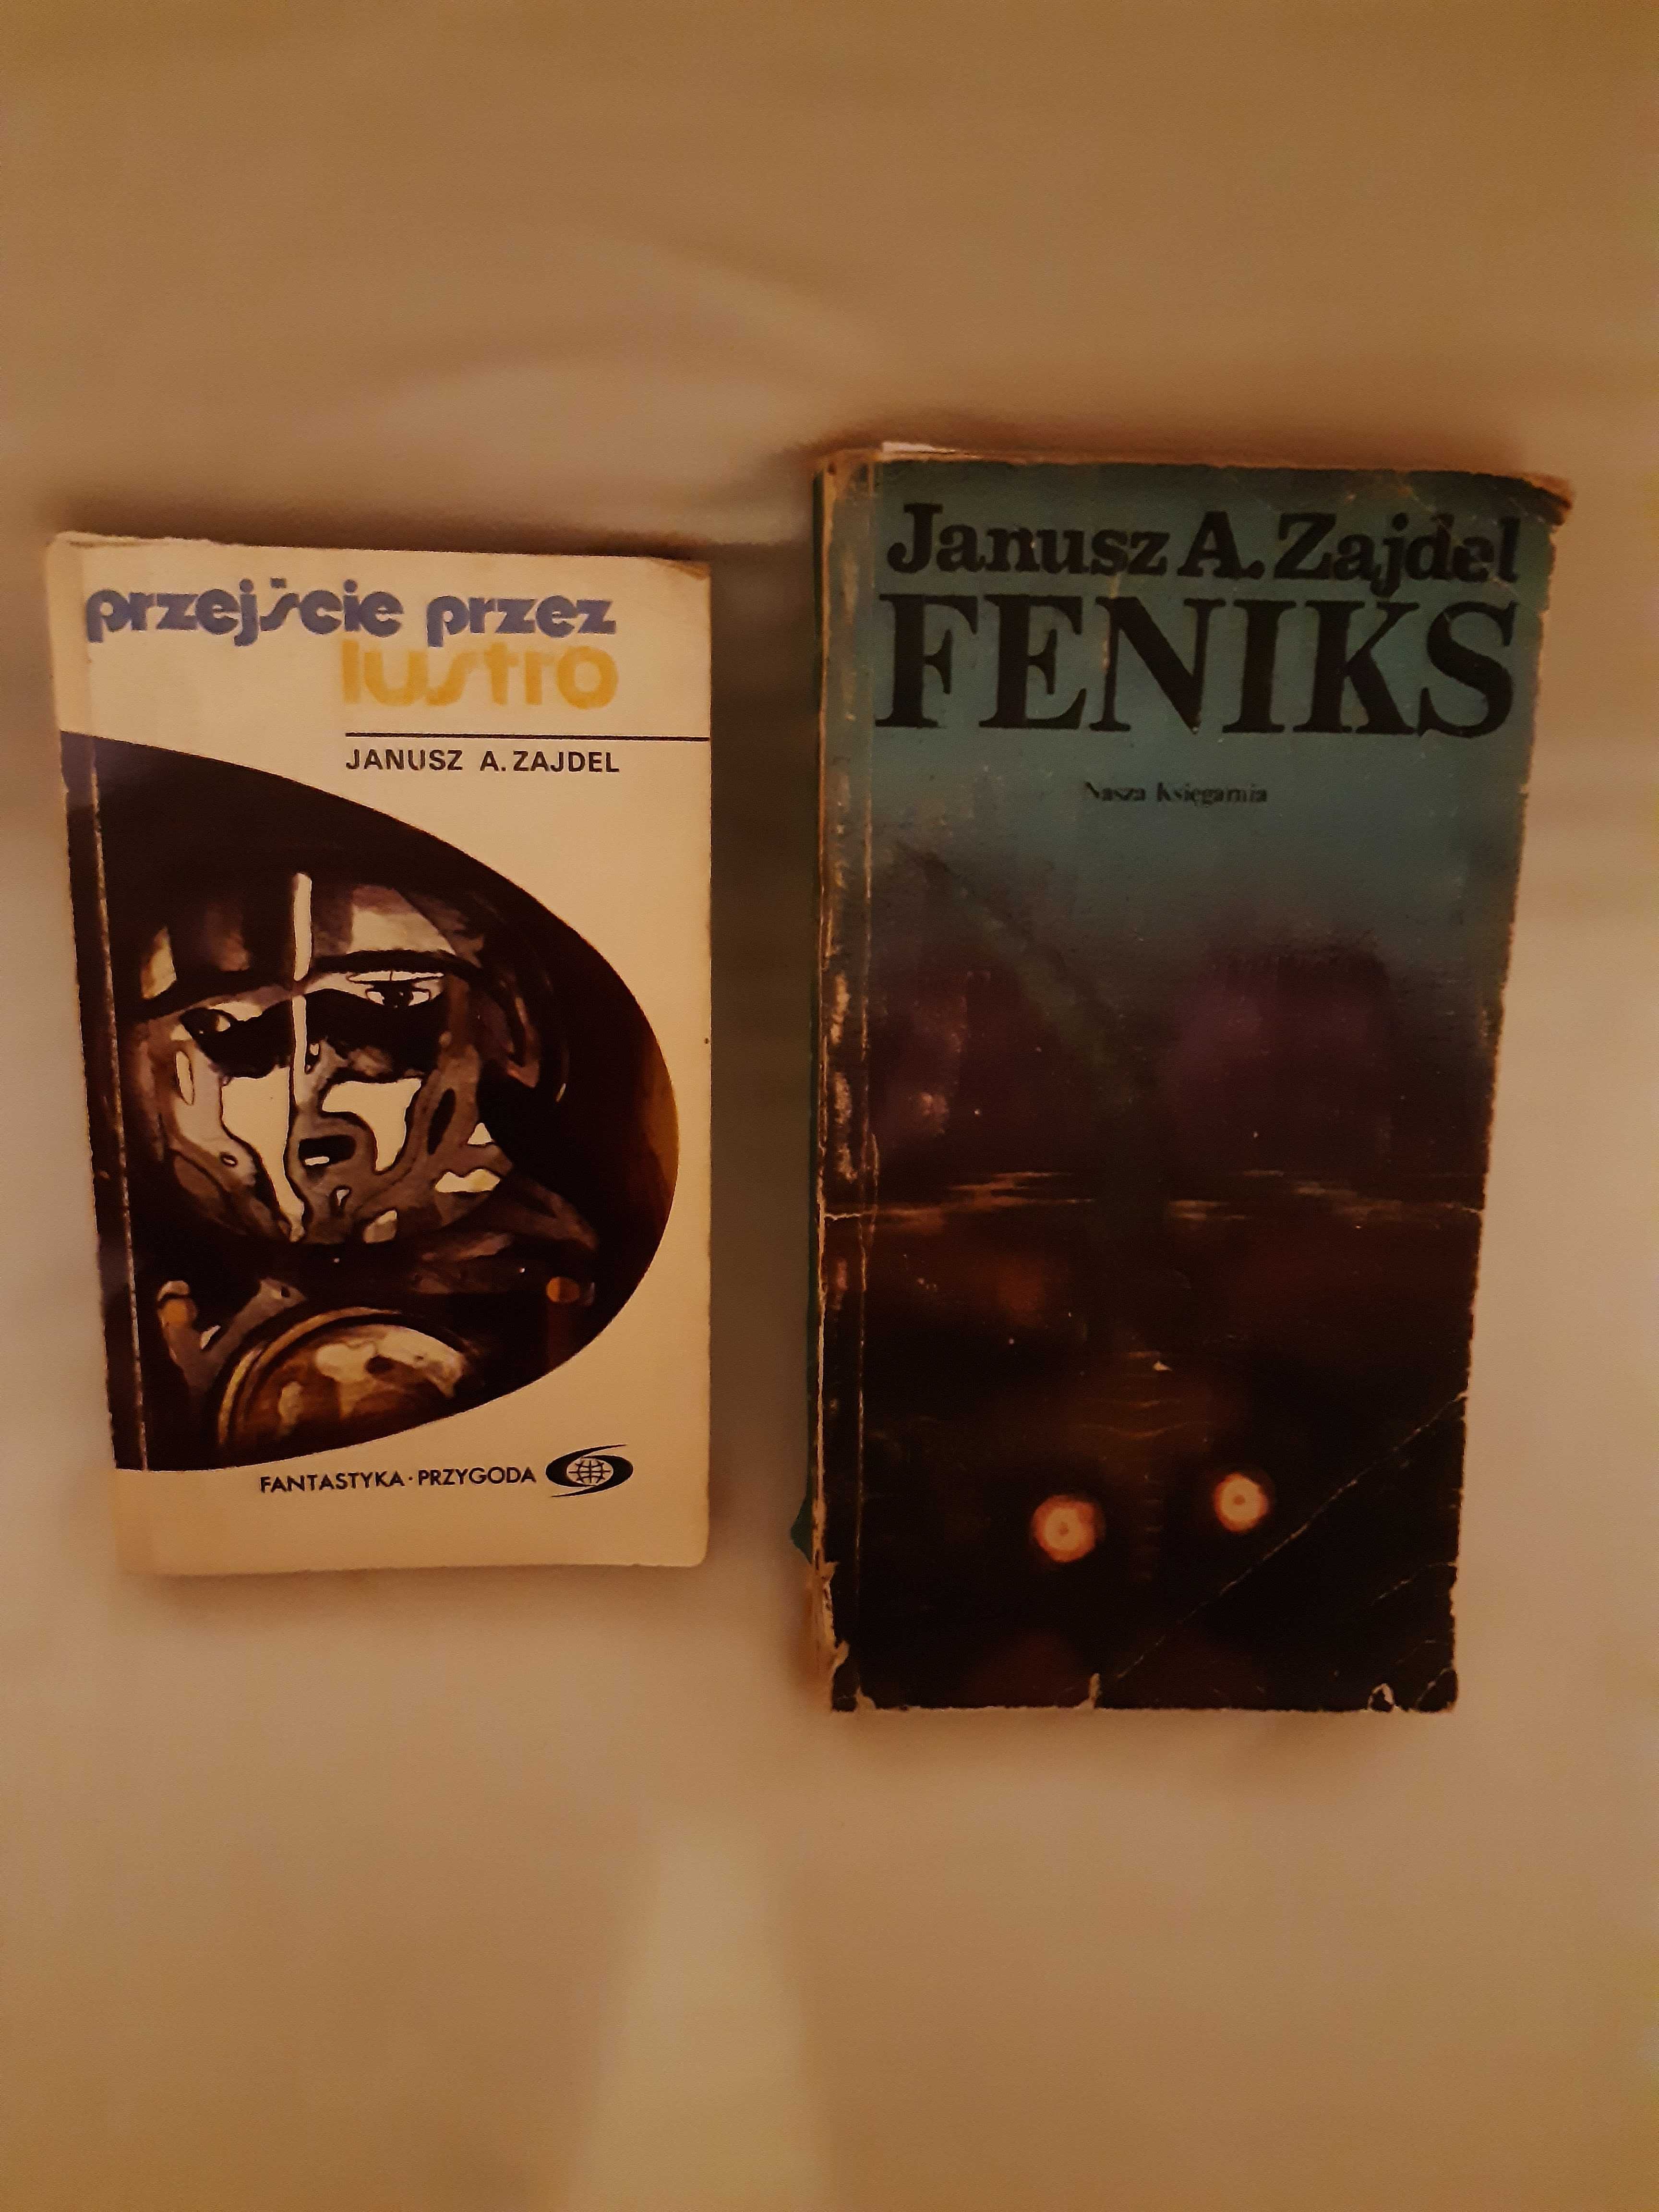 przejście przez
lustro
JANUSZ A. ZAJDEL
FANTASTYKA · PRZYGODA
Janusz A. Zajdel
FENIKS
Nasza Księgarnia